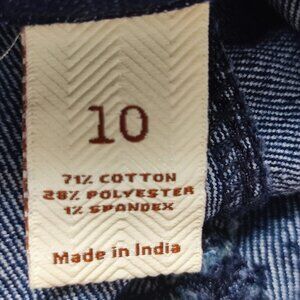 10
71% COTTON
28% POLYESTER
1% SPANDEX
Made in India